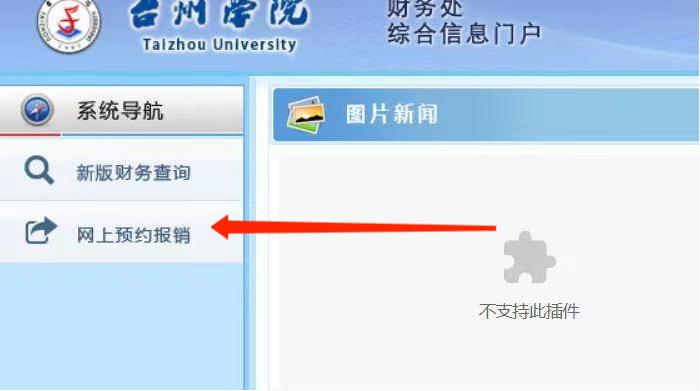 台州学院
Taizhou University
财务处
综合信息门户
系统导航
图片新闻
新版财务查询
网上预约报销
不支持此插件